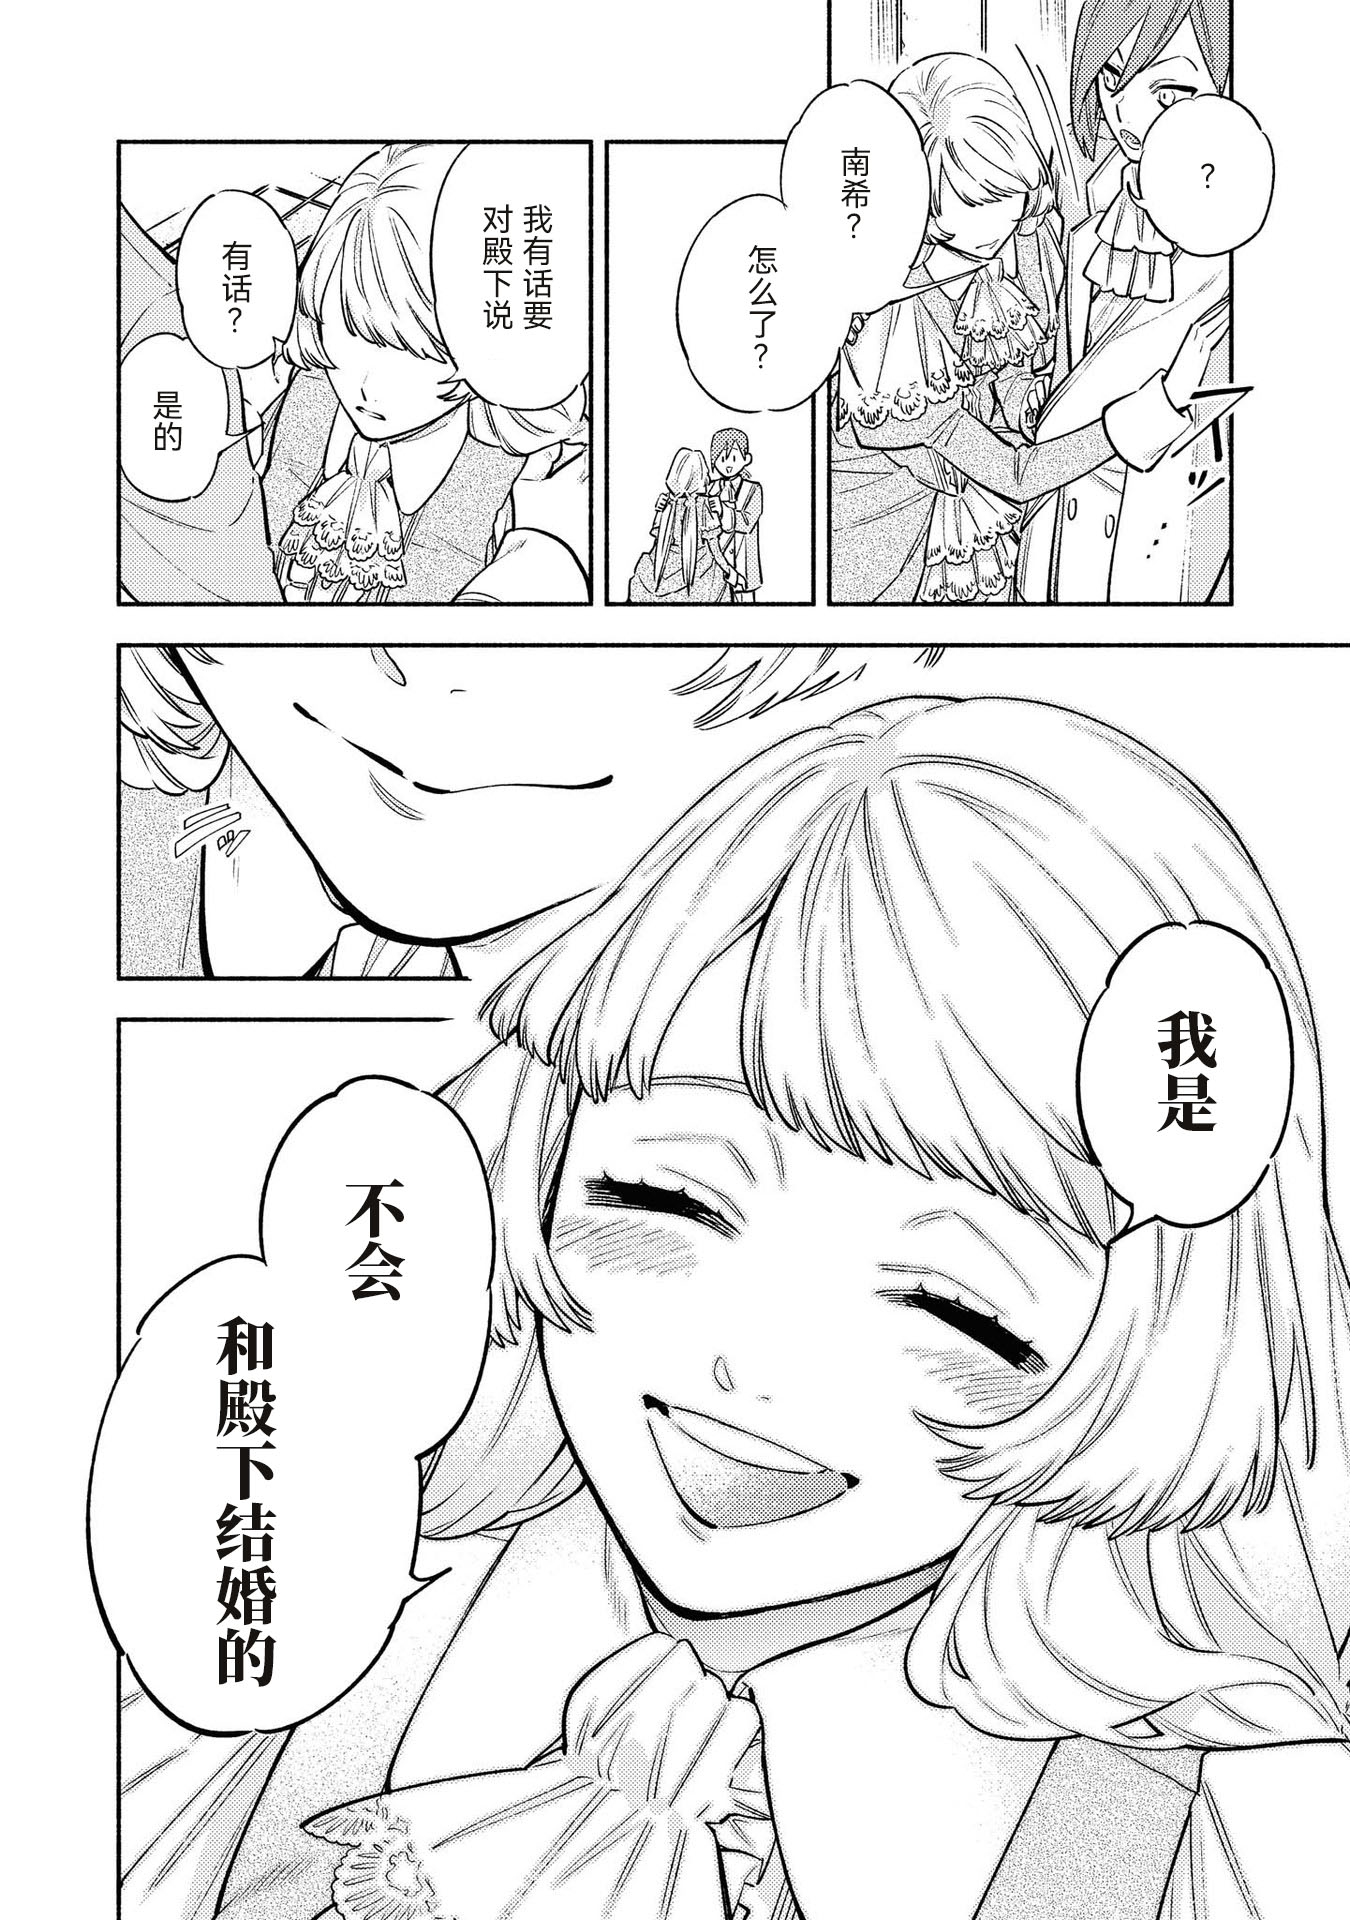 ？
南希？
怎么了？
我有话要
对殿下说
有话？
是的
我是
不会
和殿下结婚的